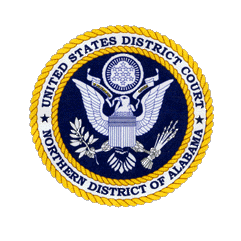 UNITED STATES DISTRICT COURT
NORTHERN DISTRICT OF ALABAMA